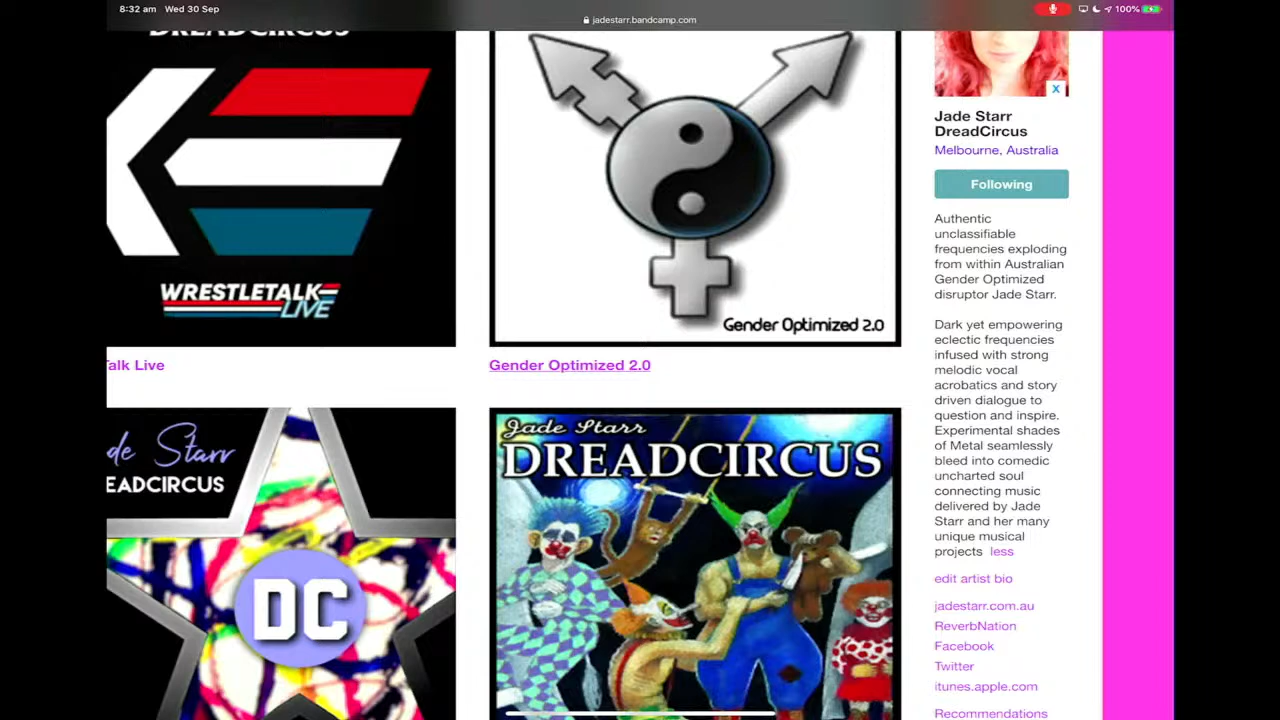 8:32 am Wed 30 Sep
jadestarr.bandcamp.com
100%
DREADCIRCUS
WRESTLETALK
LIVE
Talk Live
Gender Optimized 2.0
Gender Optimized 2.0
de Starr
EADCIRCUS
DC
Jade Starr
DREADCIRCUS
X
Jade Starr
DreadCircus
Melbourne, Australia
Following
Authentic
unclassifiable
frequencies exploding
from within Australian
Gender Optimized
disruptor Jade Starr.
Dark yet empowering
eclectic frequencies
infused with strong
melodic vocal
acrobatics and story
driven dialogue to
question and inspire.
Experimental shades
of Metal seamlessly
bleed into comedic
uncharted soul
connecting music
delivered by Jade
Starr and her many
unique musical
projects less
edit artist bio
jadestarr.com.au
ReverbNation
Facebook
Twitter
itunes.apple.com
Recommendations